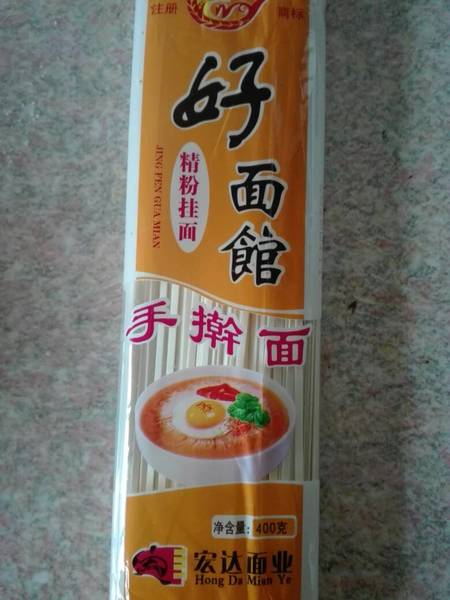 注册 商标
好面館
精粉挂面
JING FEN GUA MIAN
手擀面
净含量：400克
宏达面业
Hong Da Mian Ye